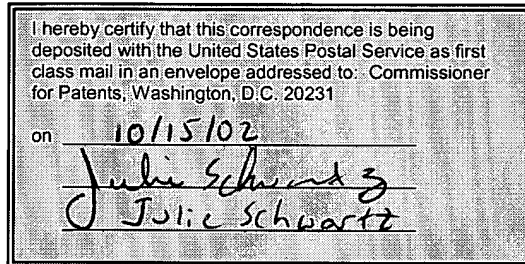 I hereby certify that this correspondence is being
deposited with the United States Postal Service as first
class mail in an envelope addressed to: Commissioner
for Patents, Washington, D.C. 20231
on 10/15/02
Julie Schwartz
Julie Schwartz